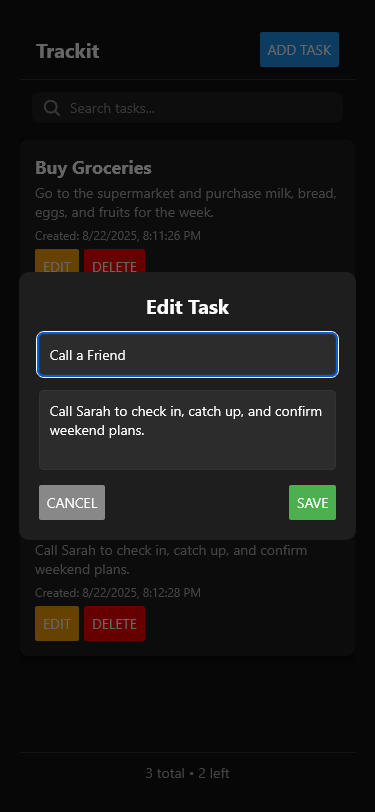 Trackit
ADD TASK
Search tasks...
Buy Groceries
Go to the supermarket and purchase milk, bread,
eggs, and fruits for the week.
Created: 8/22/2025, 8:11:26 PM
EDIT
DELETE
Edit Task
Call a Friend
Call Sarah to check in, catch up, and confirm
weekend plans.
CANCEL
SAVE
Call Sarah to check in, catch up, and confirm
weekend plans.
Created: 8/22/2025, 8:12:28 PM
EDIT
DELETE
3 total • 2 left